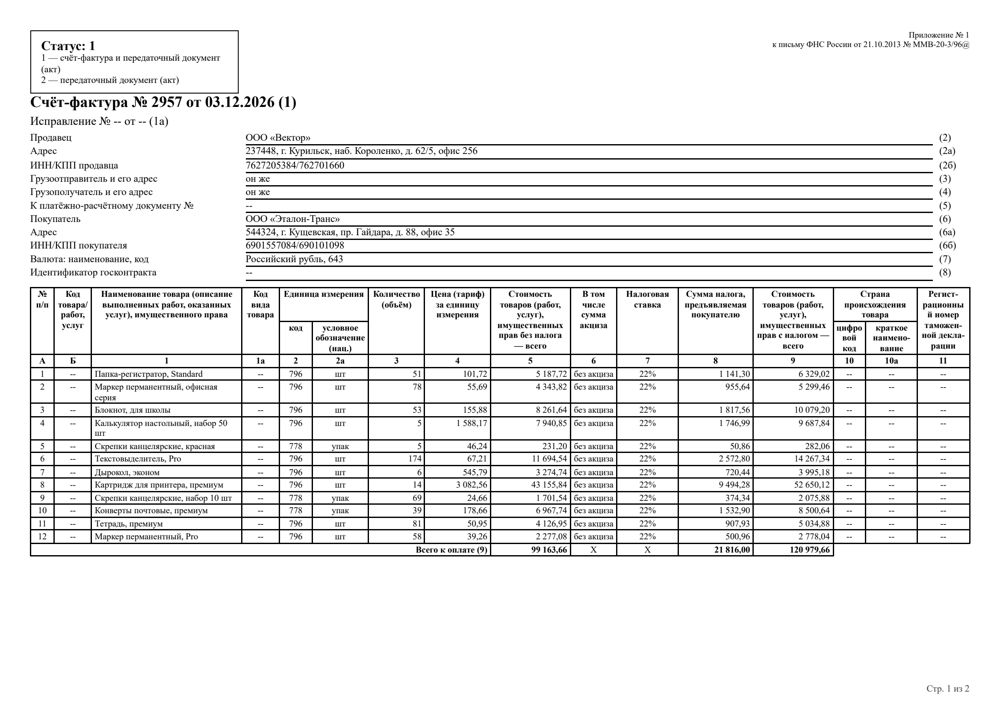 Приложение № 1
к письму ФНС России от 21.10.2013 № ММВ-20-3/96@
Статус: 1
1 — счёт-фактура и передаточный документ
(акт)
2 — передаточный документ (акт)
Счёт-фактура № 2957 от 03.12.2026 (1)
Исправление № -- от -- (1а)
Продавец ООО «Вектор» (2)
Адрес 237448, г. Курильск, наб. Короленко, д. 62/5, офис 256 (2а)
ИНН/КПП продавца 7627205384/762701660 (2б)
Грузоотправитель и его адрес он же (3)
Грузополучатель и его адрес он же (4)
К платёжно-расчётному документу № -- (5)
Покупатель ООО «Эталон-Транс» (6)
Адрес 544324, г. Кущевская, пр. Гайдара, д. 88, офис 35 (6а)
ИНН/КПП покупателя 6901557084/690101098 (6б)
Валюта: наименование, код Российский рубль, 643 (7)
Идентификатор госконтракта -- (8)
№ п/п Код товара/ работ, услуг Наименование товара (описание выполненных работ, оказанных услуг), имущественного права Код вида товара Единица измерения код условное обозначение (нац.) Количество (объём) Цена (тариф) за единицу измерения Стоимость товаров (работ, услуг), имущественных прав без налога — всего В том числе сумма акциза Налоговая ставка Сумма налога, предъявляемая покупателю Стоимость товаров (работ, услуг), имущественных прав с налогом — всего Страна происхождения товара цифро вой код краткое наимено- вание Регист- рационны й номер таможен- ной декла- рации
А Б 1 1а 2 2а 3 4 5 6 7 8 9 10 10а 11
1 -- Папка-регистратор, Standard -- 796 шт 51 101,72 5 187,72 без акциза 22% 1 141,30 6 329,02 -- -- --
2 -- Маркер перманентный, офисная серия -- 796 шт 78 55,69 4 343,82 без акциза 22% 955,64 5 299,46 -- -- --
3 -- Блокнот, для школы -- 796 шт 53 155,88 8 261,64 без акциза 22% 1 817,56 10 079,20 -- -- --
4 -- Калькулятор настольный, набор 50 шт -- 796 шт 5 1 588,17 7 940,85 без акциза 22% 1 746,99 9 687,84 -- -- --
5 -- Скрепки канцелярские, красная -- 778 упак 5 46,24 231,20 без акциза 22% 50,86 282,06 -- -- --
6 -- Текстовыделитель, Pro -- 796 шт 174 67,21 11 694,54 без акциза 22% 2 572,80 14 267,34 -- -- --
7 -- Дырокол, эконом -- 796 шт 6 545,79 3 274,74 без акциза 22% 720,44 3 995,18 -- -- --
8 -- Картридж для принтера, премиум -- 796 шт 14 3 082,56 43 155,84 без акциза 22% 9 494,28 52 650,12 -- -- --
9 -- Скрепки канцелярские, набор 10 шт -- 778 упак 69 24,66 1 701,54 без акциза 22% 374,34 2 075,88 -- -- --
10 -- Конверты почтовые, премиум -- 778 упак 39 178,66 6 967,74 без акциза 22% 1 532,90 8 500,64 -- -- --
11 -- Тетрадь, премиум -- 796 шт 81 50,95 4 126,95 без акциза 22% 907,93 5 034,88 -- -- --
12 -- Маркер перманентный, Pro -- 796 шт 58 39,26 2 277,08 без акциза 22% 500,96 2 778,04 -- -- --
Всего к оплате (9) 99 163,66 Х Х 21 816,00 120 979,66
Стр. 1 из 2